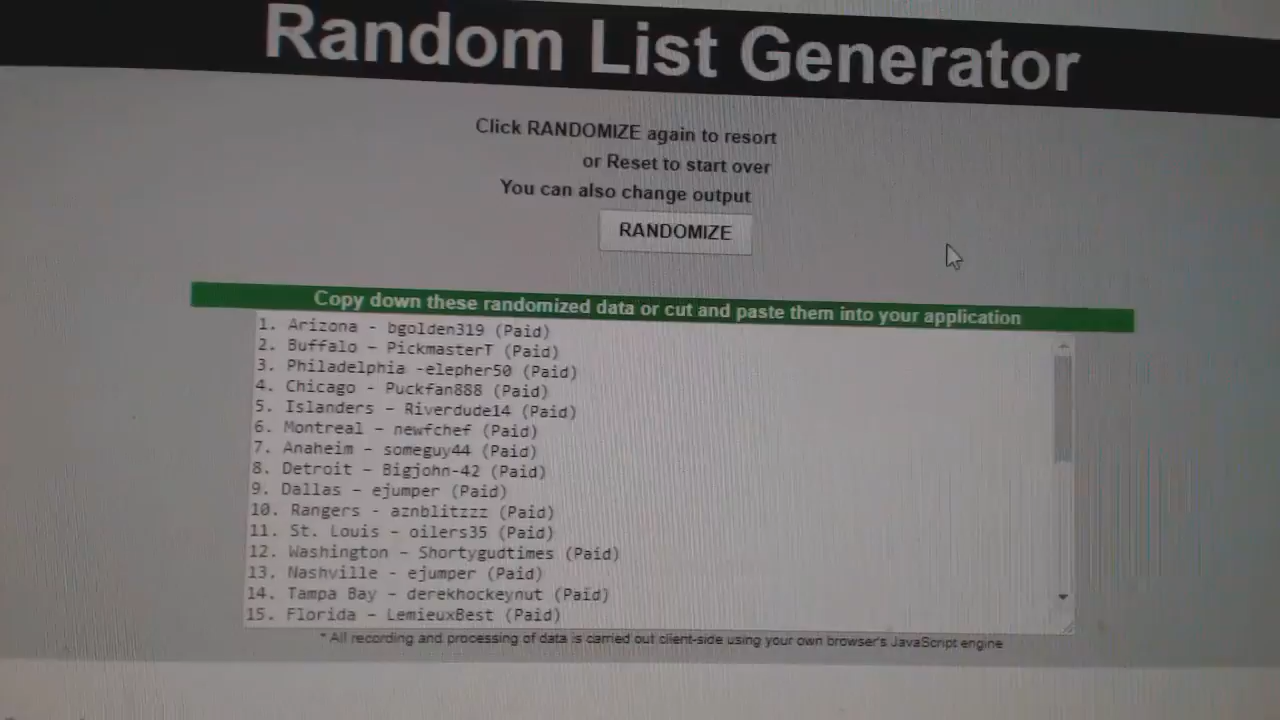 Random List Generator
Click RANDOMIZE again to resort
or Reset to start over
You can also change output
RANDOMIZE
Copy down these randomized data or cut and paste them into your application
1. Arizona - bgolden319 (Paid)
2. Buffalo - PickmasterT (Paid)
3. Philadelphia -elepher50 (Paid)
4. Chicago - Puckfan888 (Paid)
5. Islanders - Riverdude14 (Paid)
6. Montreal - newfchef (Paid)
7. Anaheim - someguy44 (Paid)
8. Detroit - Bigjohn-42 (Paid)
9. Dallas - ejumper (Paid)
10. Rangers - aznblitzzz (Paid)
11. St. Louis - oilers35 (Paid)
12. Washington - Shortygudtimes (Paid)
13. Nashville - ejumper (Paid)
14. Tampa Bay - derekhockeynut (Paid)
15. Florida - LemieuxBest (Paid)
* All recording and processing of data is carried out client-side using your own browser's JavaScript engine